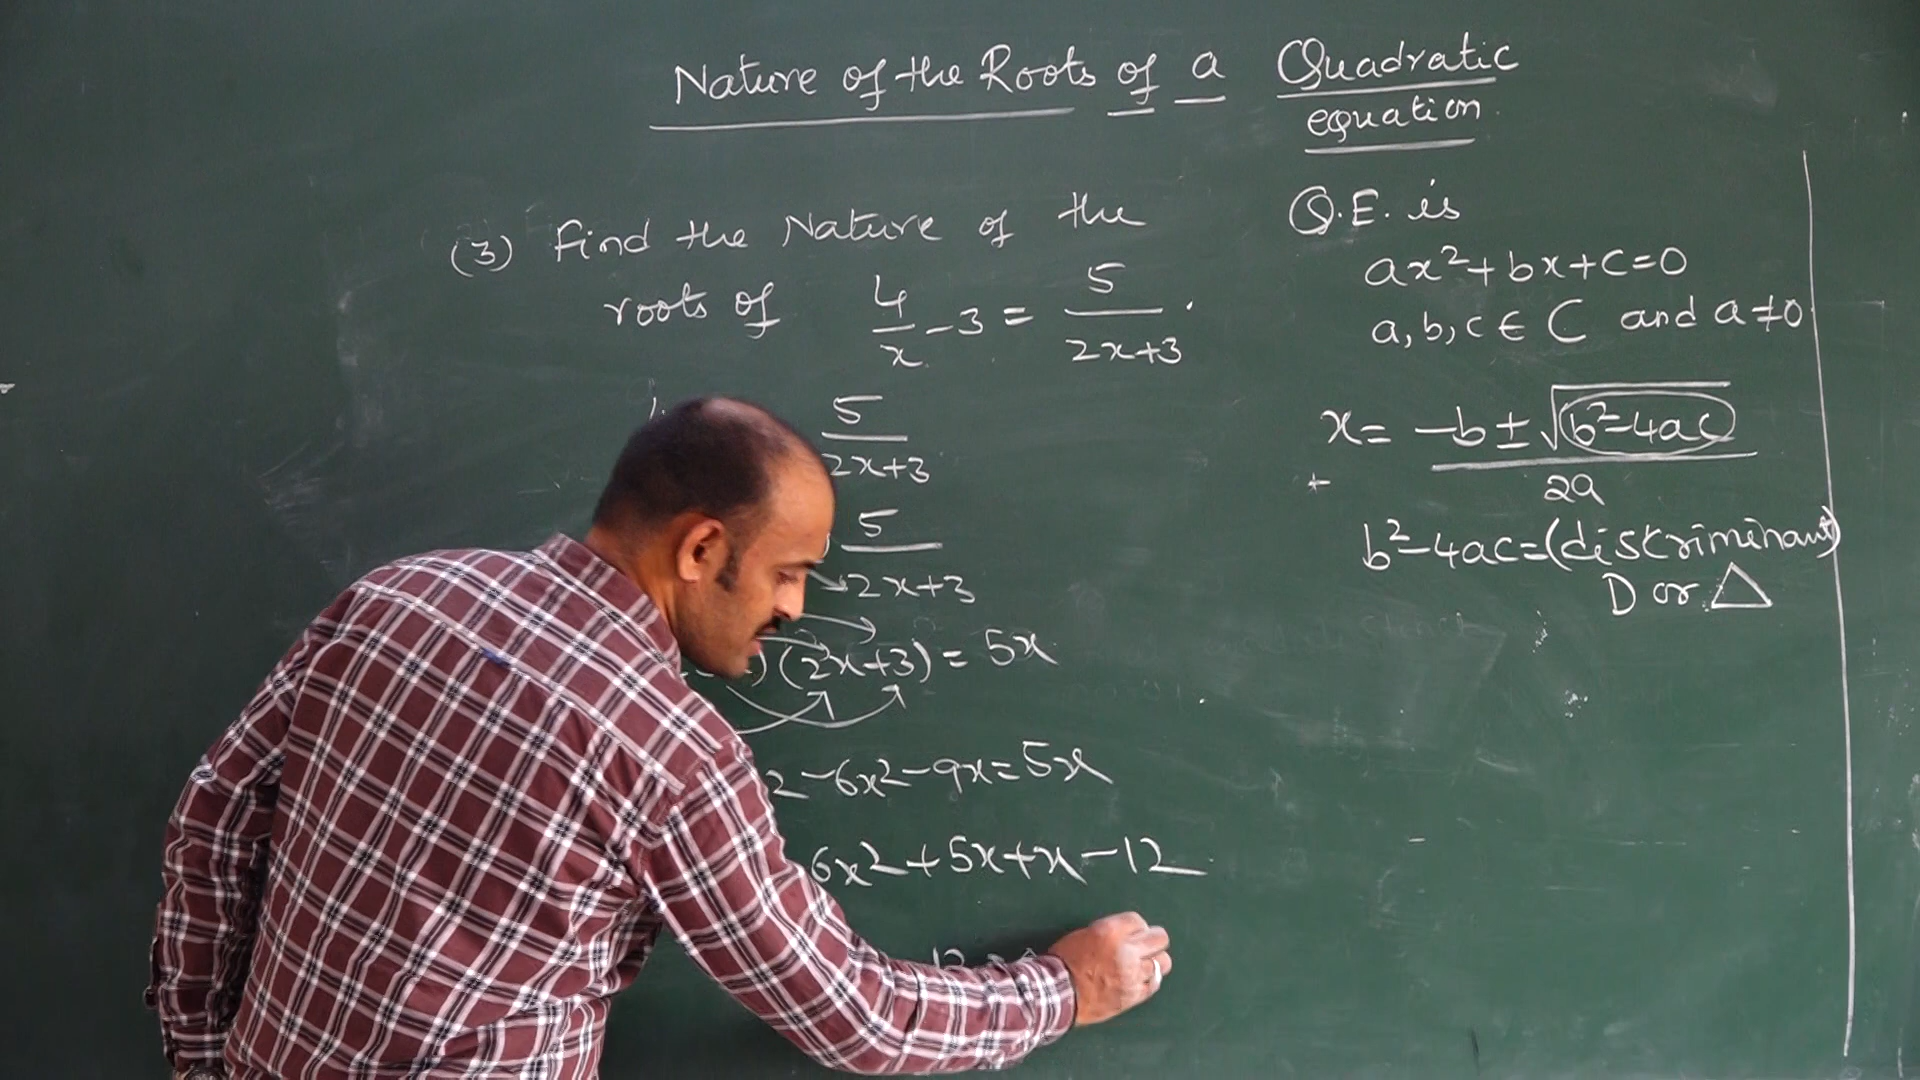 Nature of the Roots of a Quadratic
equation
(3) Find the Nature of the
roots of 4/x - 3 = 5/(2x+3).
5/(2x+3)
5/(2x+3)
) (2x+3) = 5x
2 - 6x² - 9x = 5x
6x² + 5x + x - 12
12
Q.E. is
ax² + bx + c = 0
a, b, c ∈ C and a ≠ 0
x = (-b ± √(b²-4ac))/2a
b²-4ac = (discriminant)
D or △